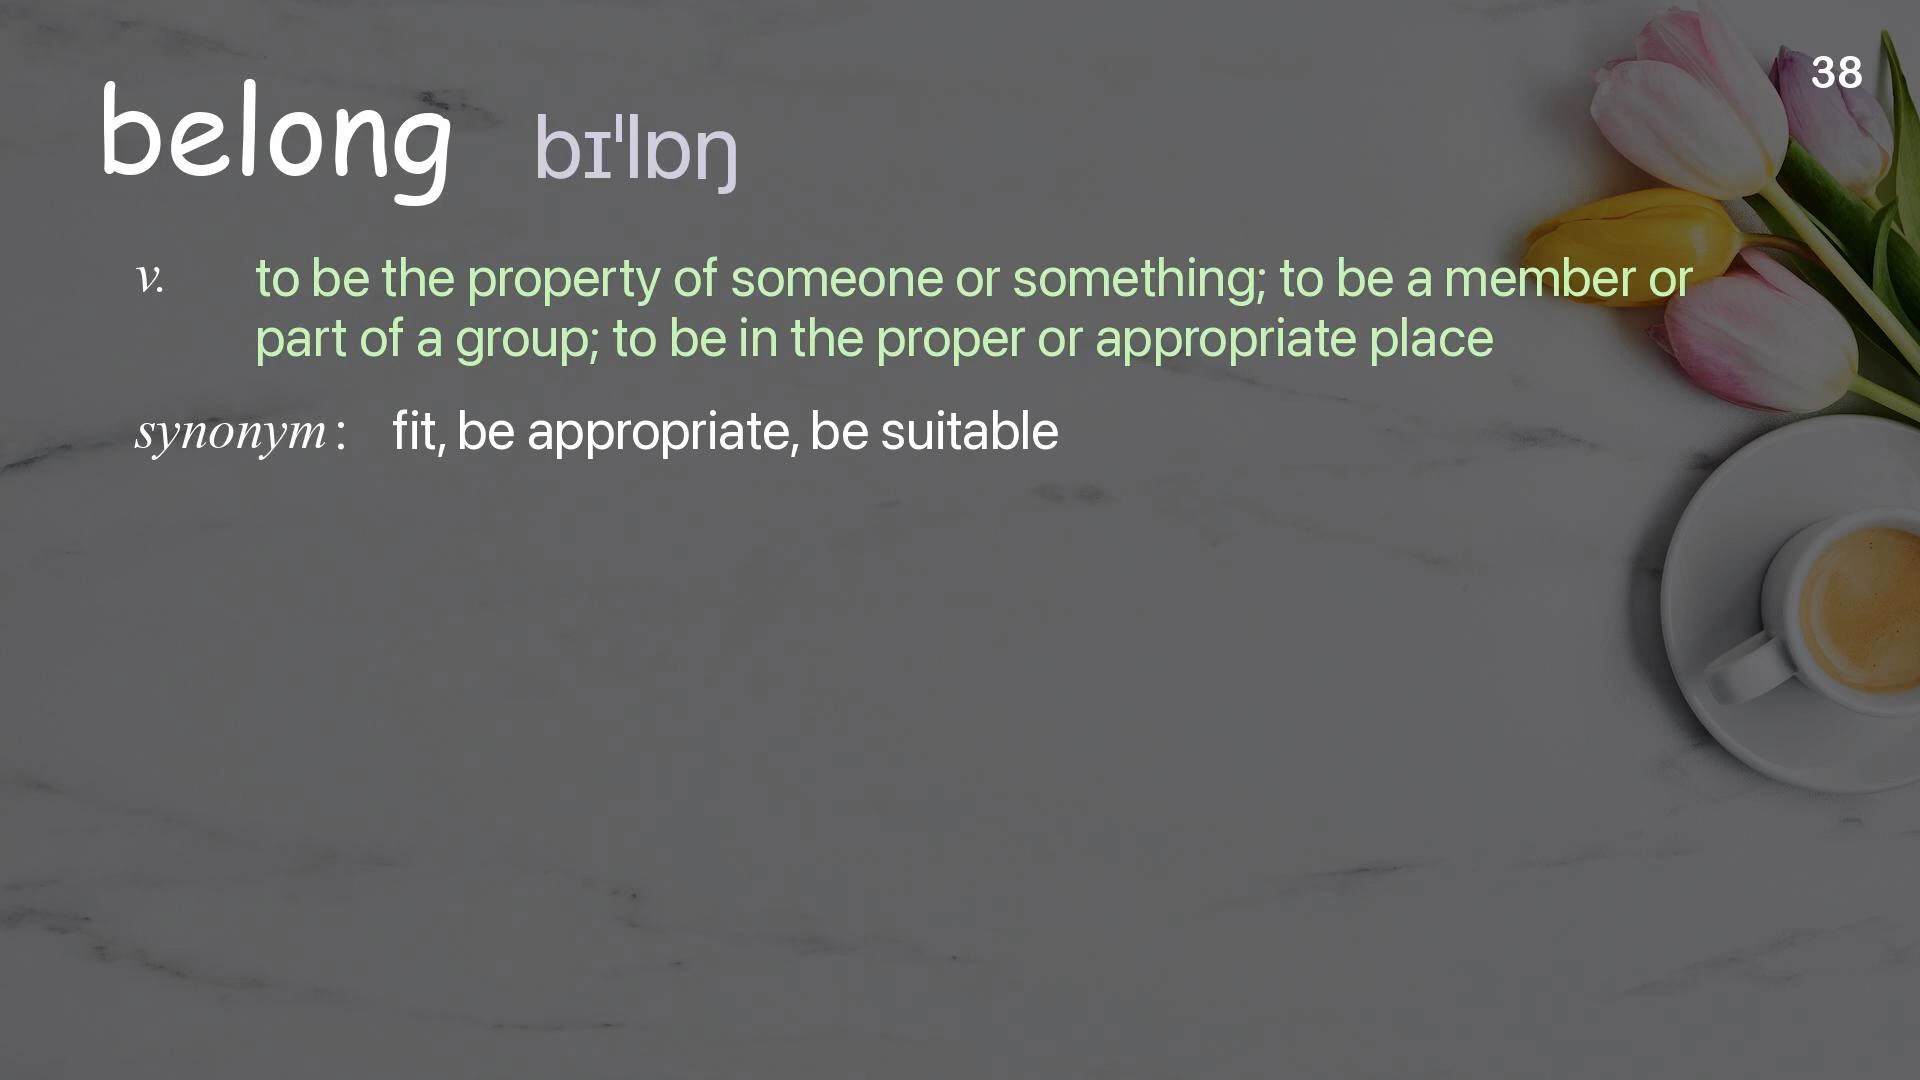 38
belong bɪˈlɒŋ
v. to be the property of someone or something; to be a member or
part of a group; to be in the proper or appropriate place
synonym : fit, be appropriate, be suitable